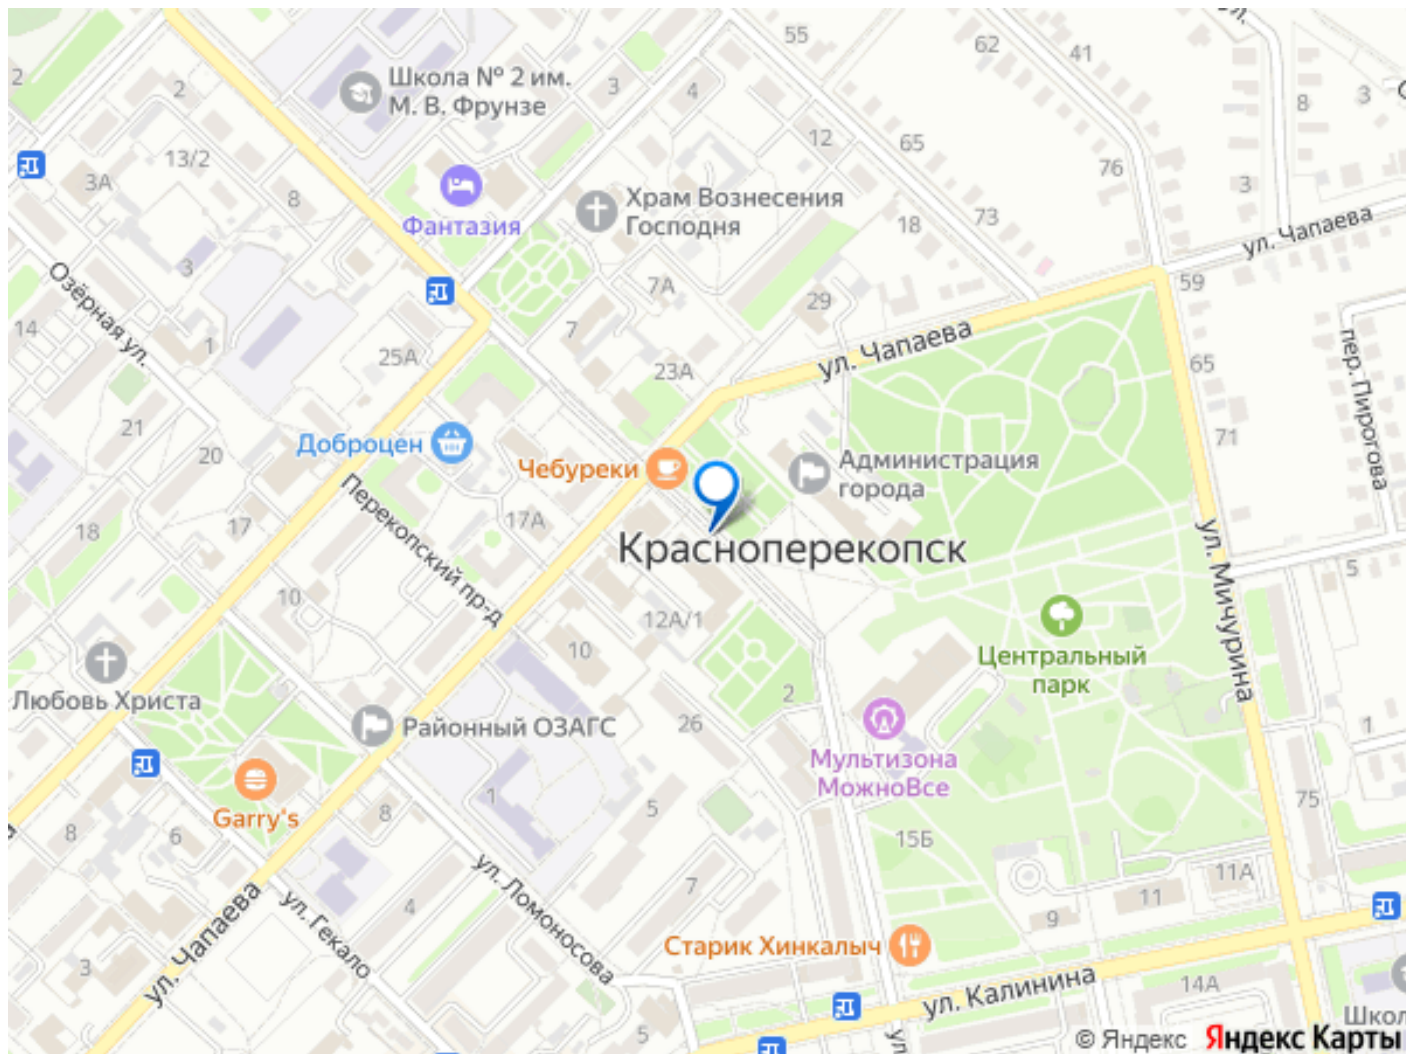 55
62
41
2
Школа № 2 им.
М. В. Фрунзе
2
3
4
8
3
12
65
13/2
76
3А
8
Фантазия
Храм Вознесения
Господня
18
73
3
ул. Чапаева
3
Озёрная ул.
7А
29
59
14
1
25А
7
23А
ул. Чапаева
65
пер. Пирогова
21
20
Доброцен
Чебуреки
Администрация
города
71
18
17
Перекопский пр-д
17А
Красноперекопск
ул. Мичурина
5
10
12А/1
10
Центральный
парк
Любовь Христа
Районный ОЗАГС
26
2
1
Мультизона
МожноВсе
Garry's
8
6
8
1
5
15Б
75
ул. Чапаева
ул. Гекало
4
ул. Ломоносова
7
11А
11
9
Старик Хинкалыч
3
ул. Калинина
14А
5
ул
Школ
© Яндекс Яндекс Карты